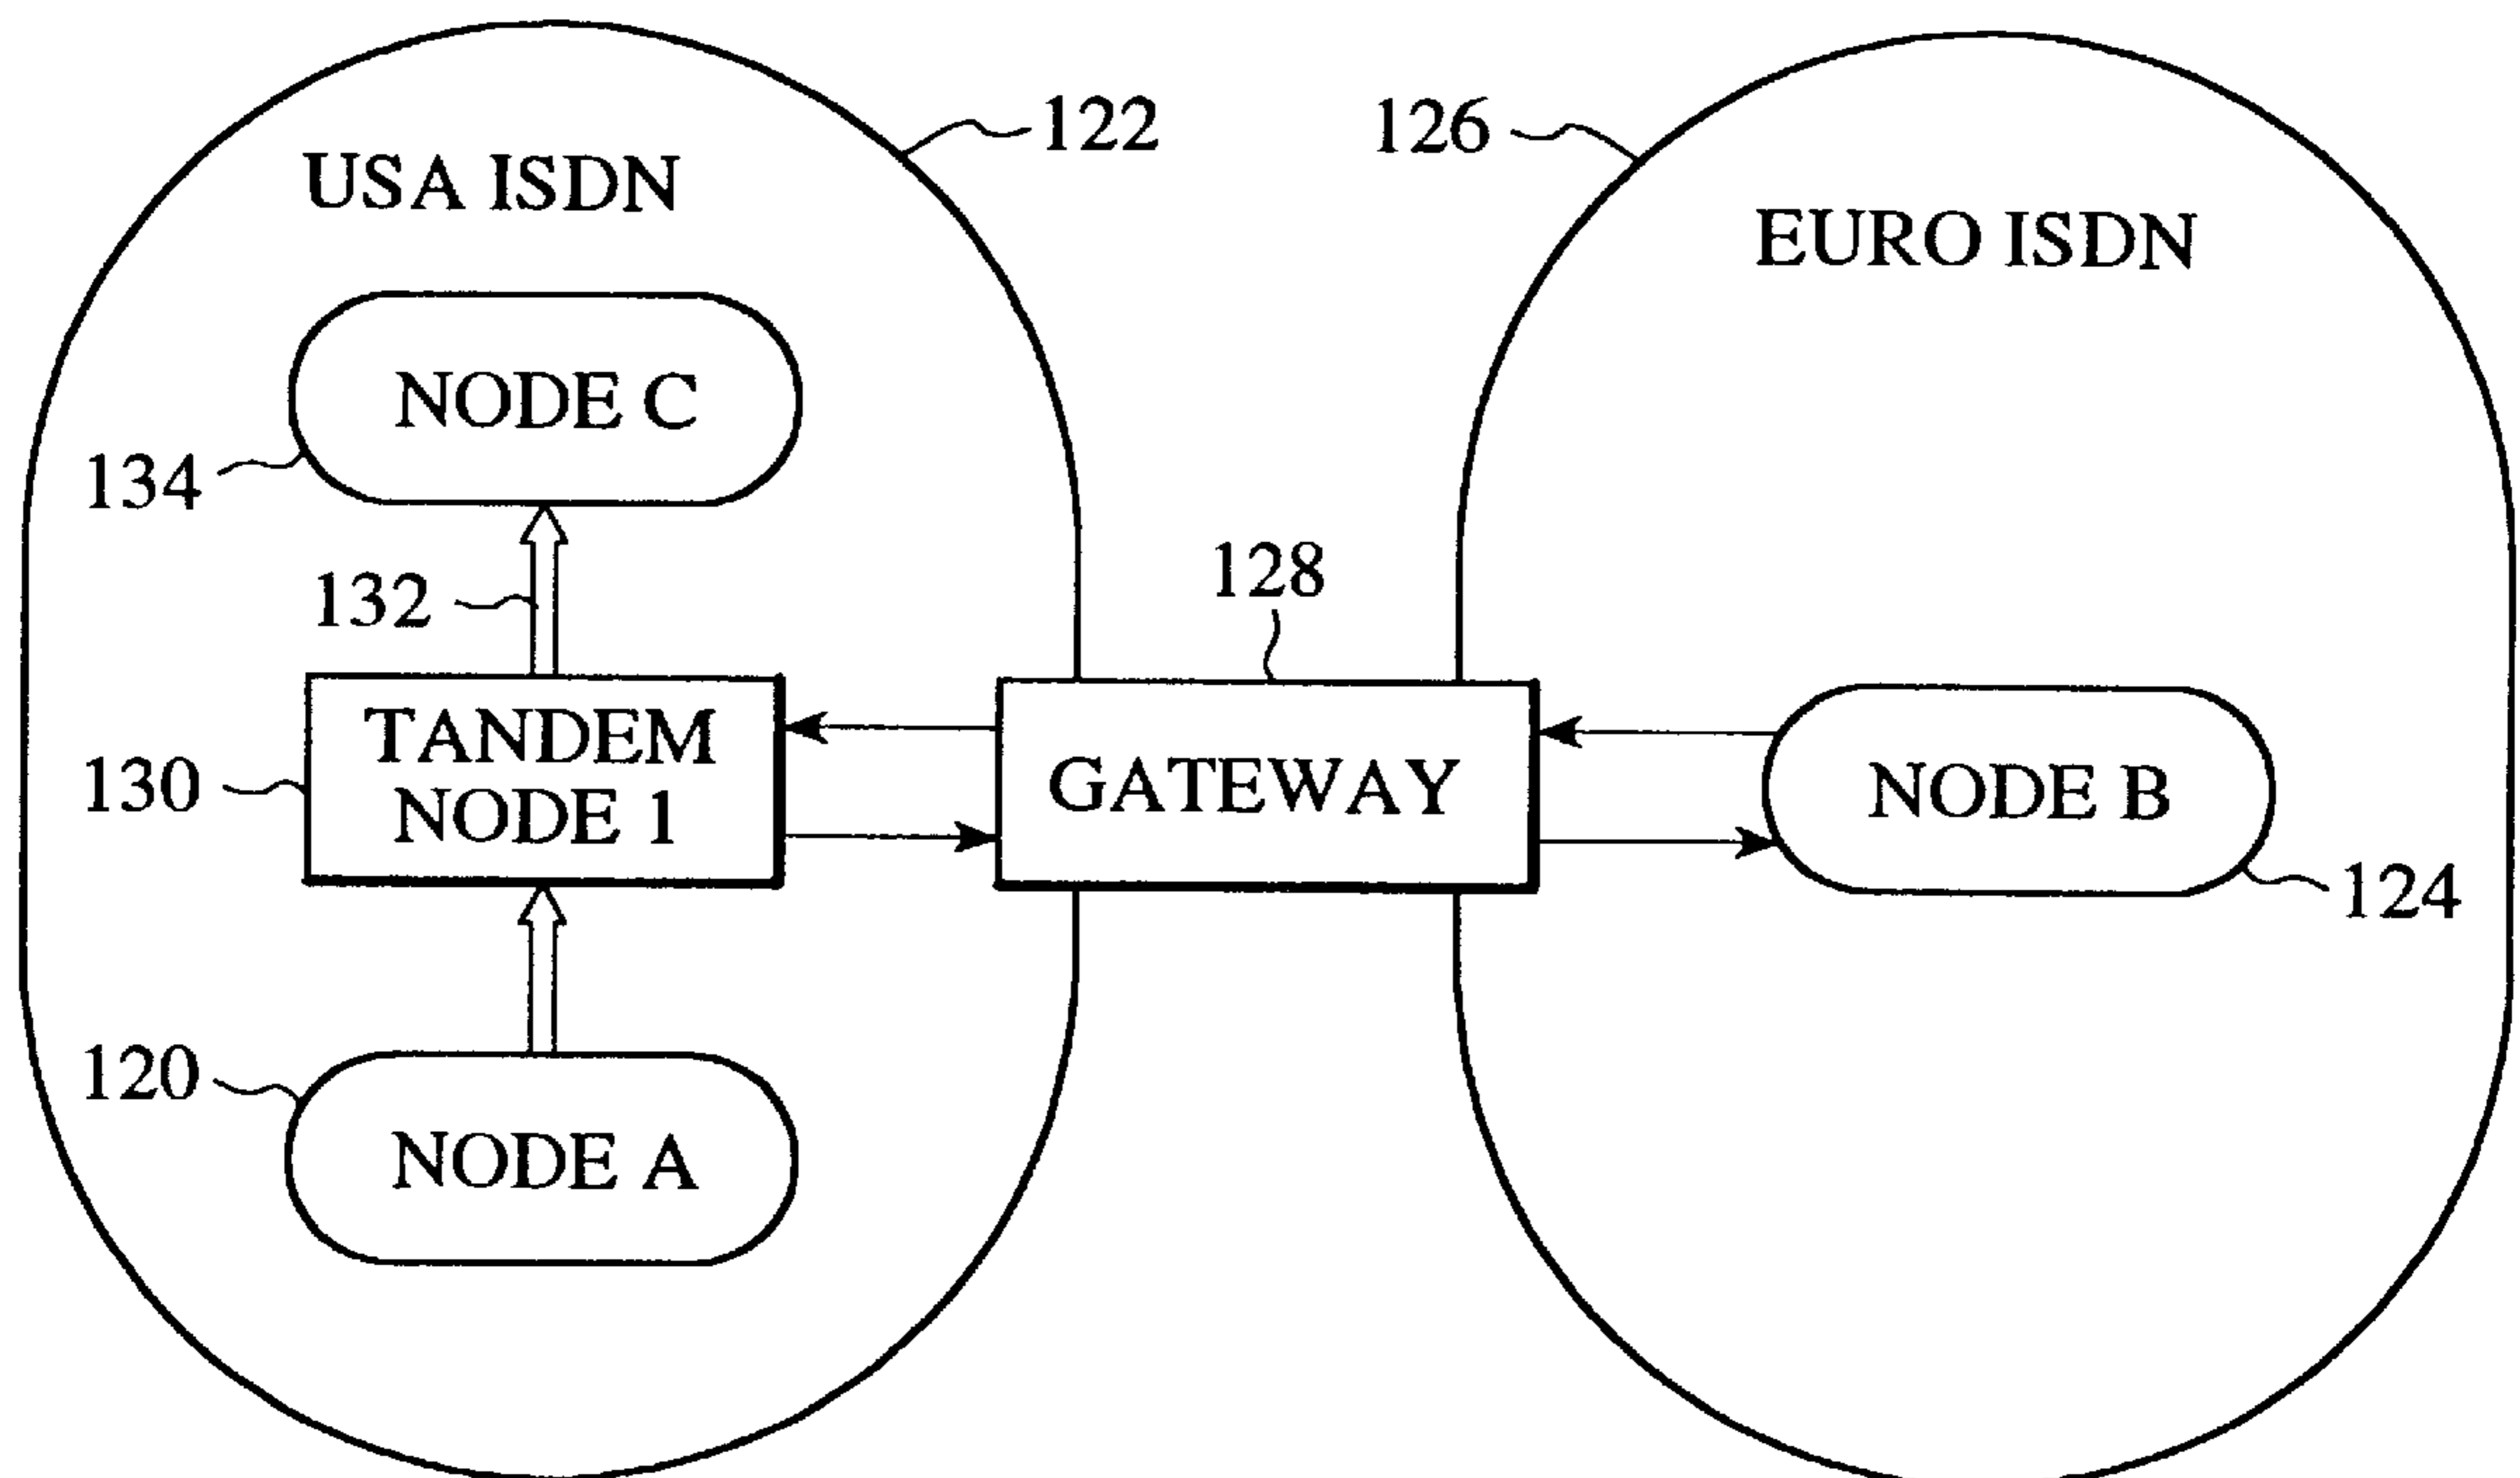 122
126
USA ISDN
EURO ISDN
NODE C
134
132
128
TANDEM
NODE 1
130
GATEWAY
NODE B
124
120
NODE A